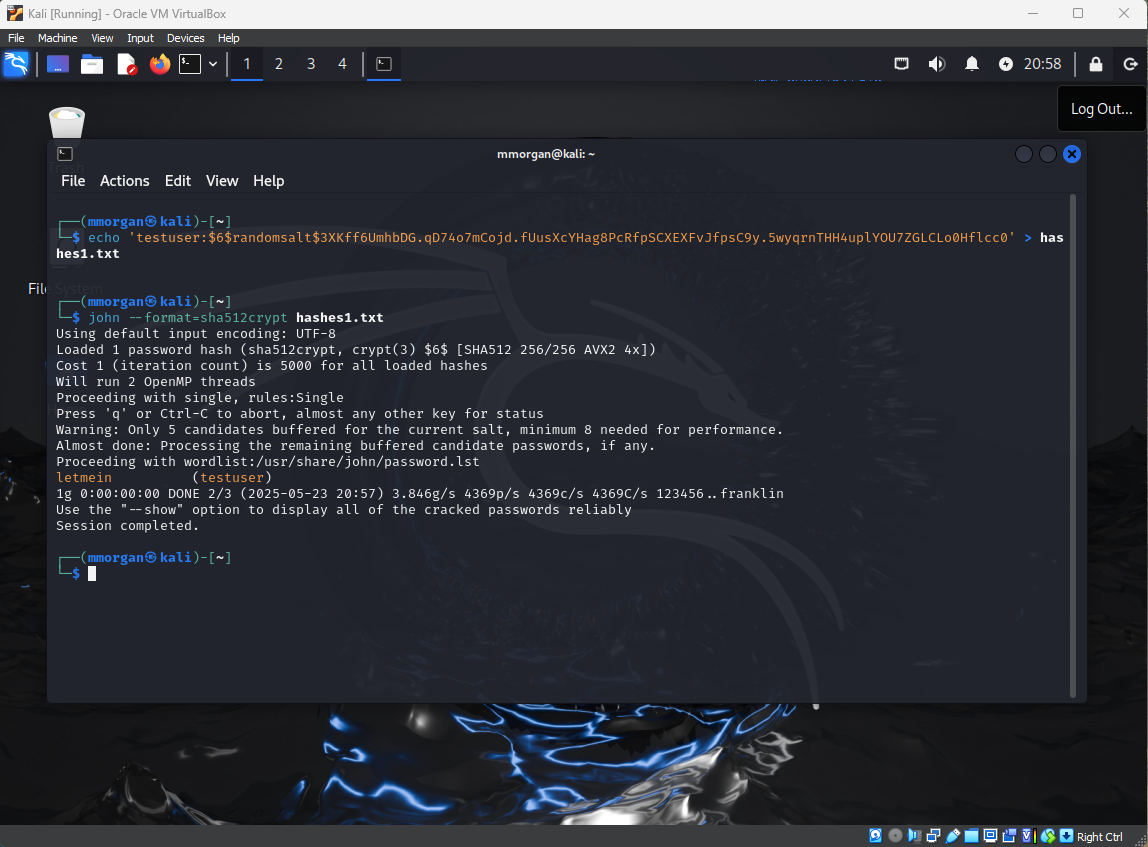 Kali [Running] - Oracle VM VirtualBox
File Machine View Input Devices Help
1 2 3 4 20:58
Log Out...
mmorgan@kali: ~
File Actions Edit View Help
┌──(mmorgan㉿kali)-[~]
└─$ echo 'testuser:$6$randomsalt$3XKff6UmhbDG.qD74o7mCojd.fUusXcYHag8PcRfpSCXEXFvJfpsC9y.5wyqrnTHH4uplYOU7ZGLCLo0Hflcc0' > has
hes1.txt
File System
┌──(mmorgan㉿kali)-[~]
└─$ john --format=sha512crypt hashes1.txt
Using default input encoding: UTF-8
Loaded 1 password hash (sha512crypt, crypt(3) $6$ [SHA512 256/256 AVX2 4x])
Cost 1 (iteration count) is 5000 for all loaded hashes
Will run 2 OpenMP threads
Proceeding with single, rules:Single
Press 'q' or Ctrl-C to abort, almost any other key for status
Warning: Only 5 candidates buffered for the current salt, minimum 8 needed for performance.
Almost done: Processing the remaining buffered candidate passwords, if any.
Proceeding with wordlist:/usr/share/john/password.lst
letmein          (testuser)
1g 0:00:00:00 DONE 2/3 (2025-05-23 20:57) 3.846g/s 4369p/s 4369c/s 4369C/s 123456..franklin
Use the "--show" option to display all of the cracked passwords reliably
Session completed.
┌──(mmorgan㉿kali)-[~]
└─$
Right Ctrl